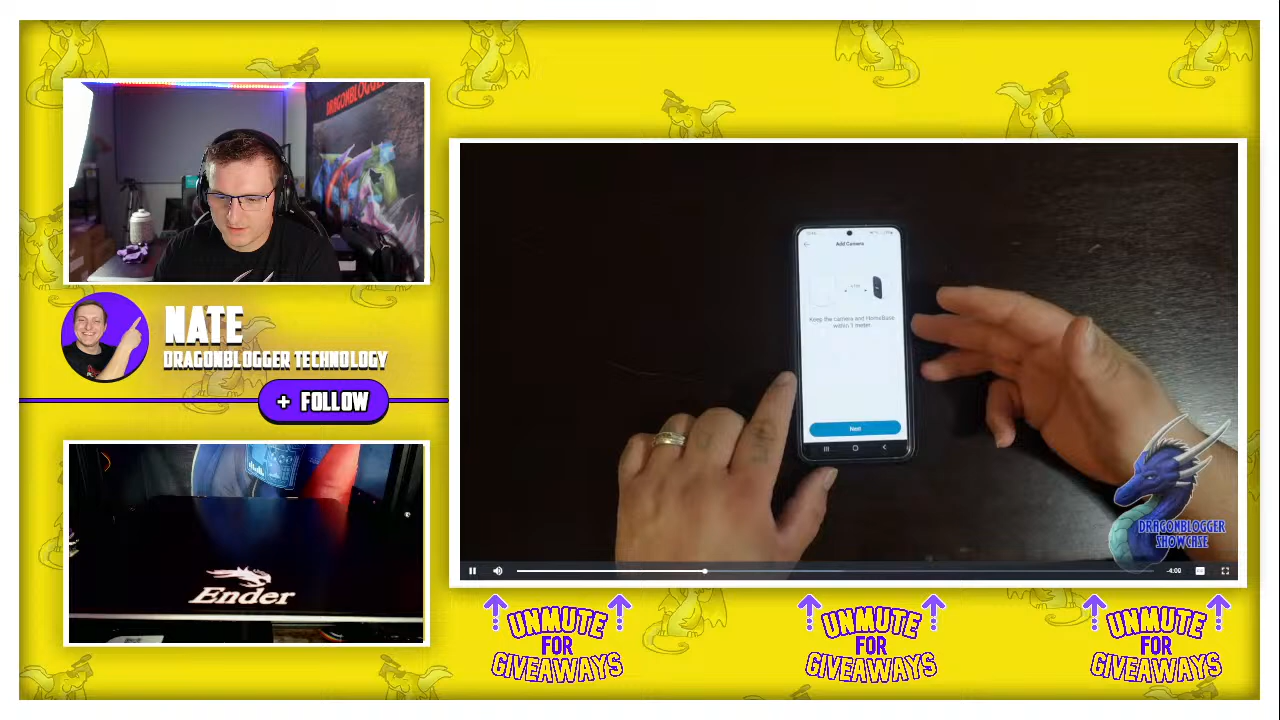 DRAGONBLOGGER
NATE
DRAGONBLOGGER TECHNOLOGY
+ FOLLOW
Ender
Add Camera
Keep the camera and HomeBase
within 1 meter.
Next
DRAGONBLOGGER
SHOWCASE
-4:00
UNMUTE
FOR
GIVEAWAYS
UNMUTE
FOR
GIVEAWAYS
UNMUTE
FOR
GIVEAWAYS